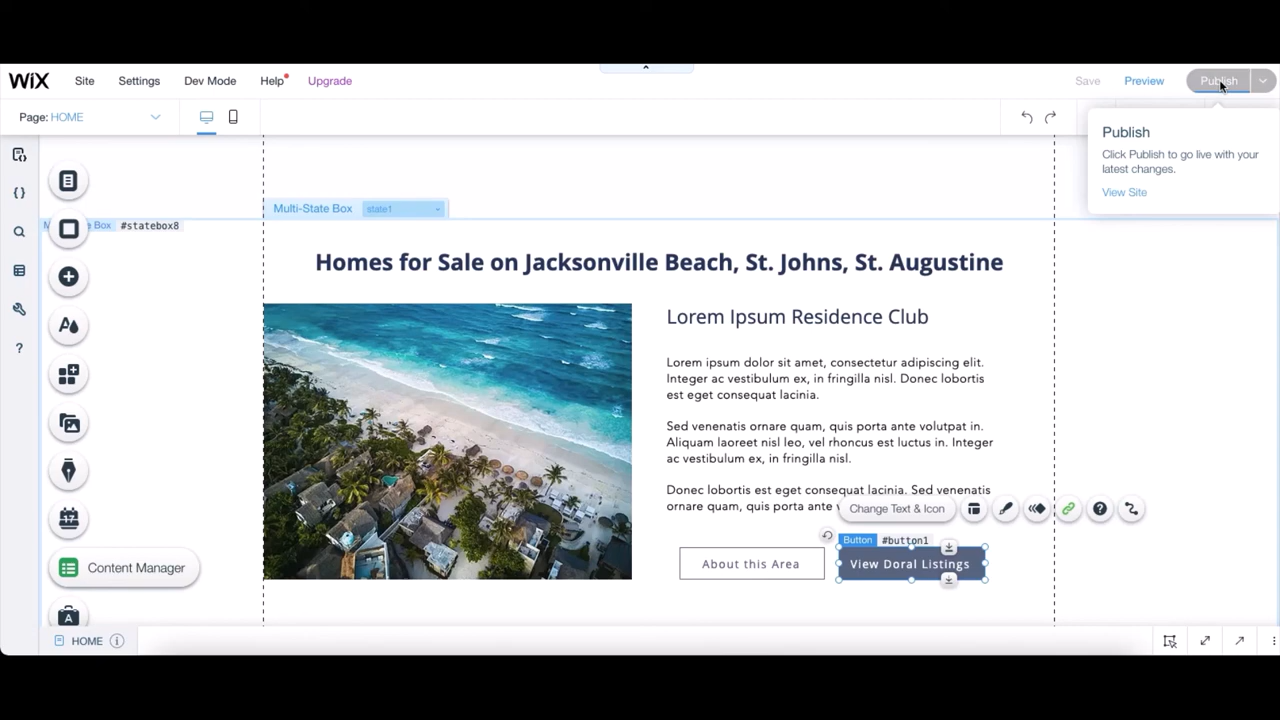 WiX
Site
Settings
Dev Mode
Help
Upgrade
Save
Preview
Publish
Page: HOME
Publish
Click Publish to go live with your
latest changes.
View Site
Multi-State Box
state1
Box
#statebox8
Homes for Sale on Jacksonville Beach, St. Johns, St. Augustine
Lorem Ipsum Residence Club
Lorem ipsum dolor sit amet, consectetur adipiscing elit.
Integer ac vestibulum ex, in fringilla nisl. Donec lobortis
est eget consequat lacinia.
Sed venenatis ornare quam, quis porta ante volutpat in.
Aliquam laoreet nisl leo, vel rhoncus est luctus in. Integer
ac vestibulum ex, in fringilla nisl.
Donec lobortis est eget consequat lacinia. Sed venenatis
ornare quam, quis porta ante
Change Text & Icon
Button
#button1
About this Area
View Doral Listings
Content Manager
HOME